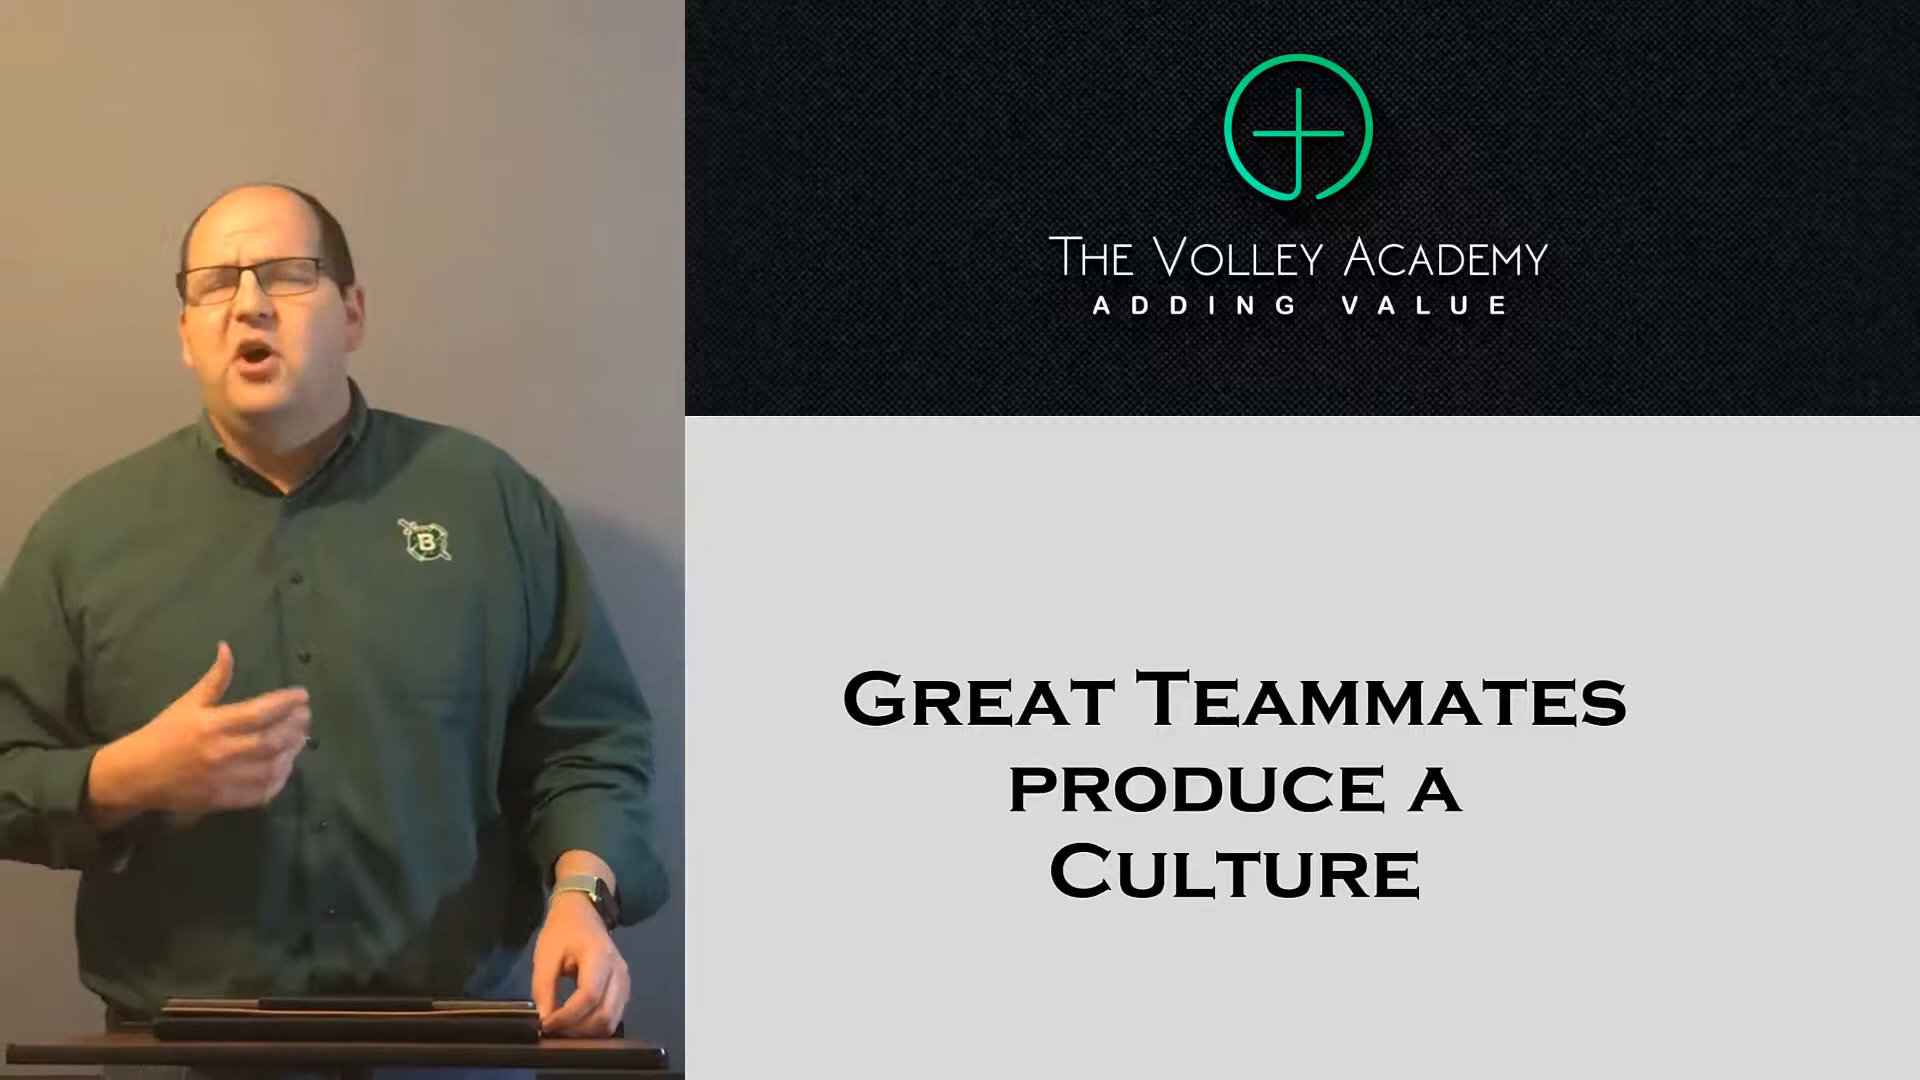 B
THE VOLLEY ACADEMY
ADDING VALUE
GREAT TEAMMATES
PRODUCE A
CULTURE